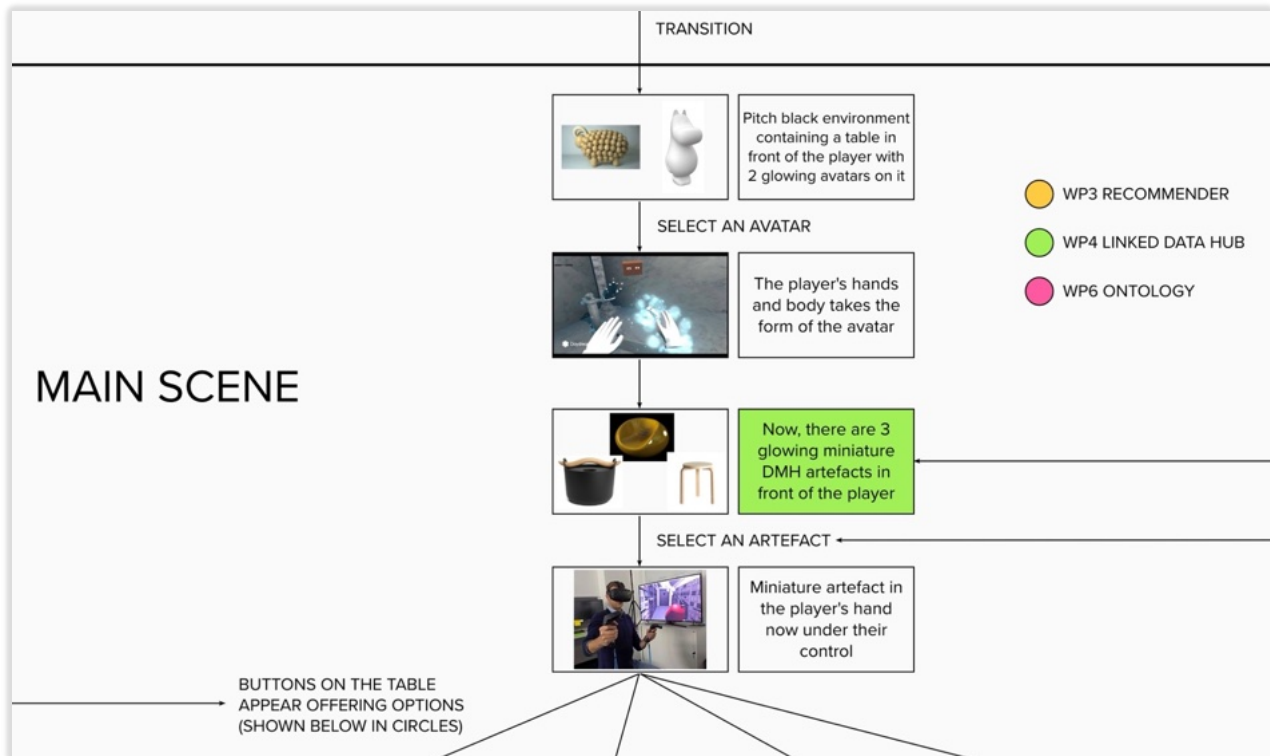 TRANSITION
Pitch black environment
containing a table in
front of the player with
2 glowing avatars on it
WP3 RECOMMENDER
SELECT AN AVATAR
WP4 LINKED DATA HUB
WP6 ONTOLOGY
The player's hands
and body takes the
form of the avatar
MAIN SCENE
Now, there are 3
glowing miniature
DMH artefacts in
front of the player
SELECT AN ARTEFACT
Miniature artefact in
the player's hand
now under their
control
BUTTONS ON THE TABLE
APPEAR OFFERING OPTIONS
(SHOWN BELOW IN CIRCLES)